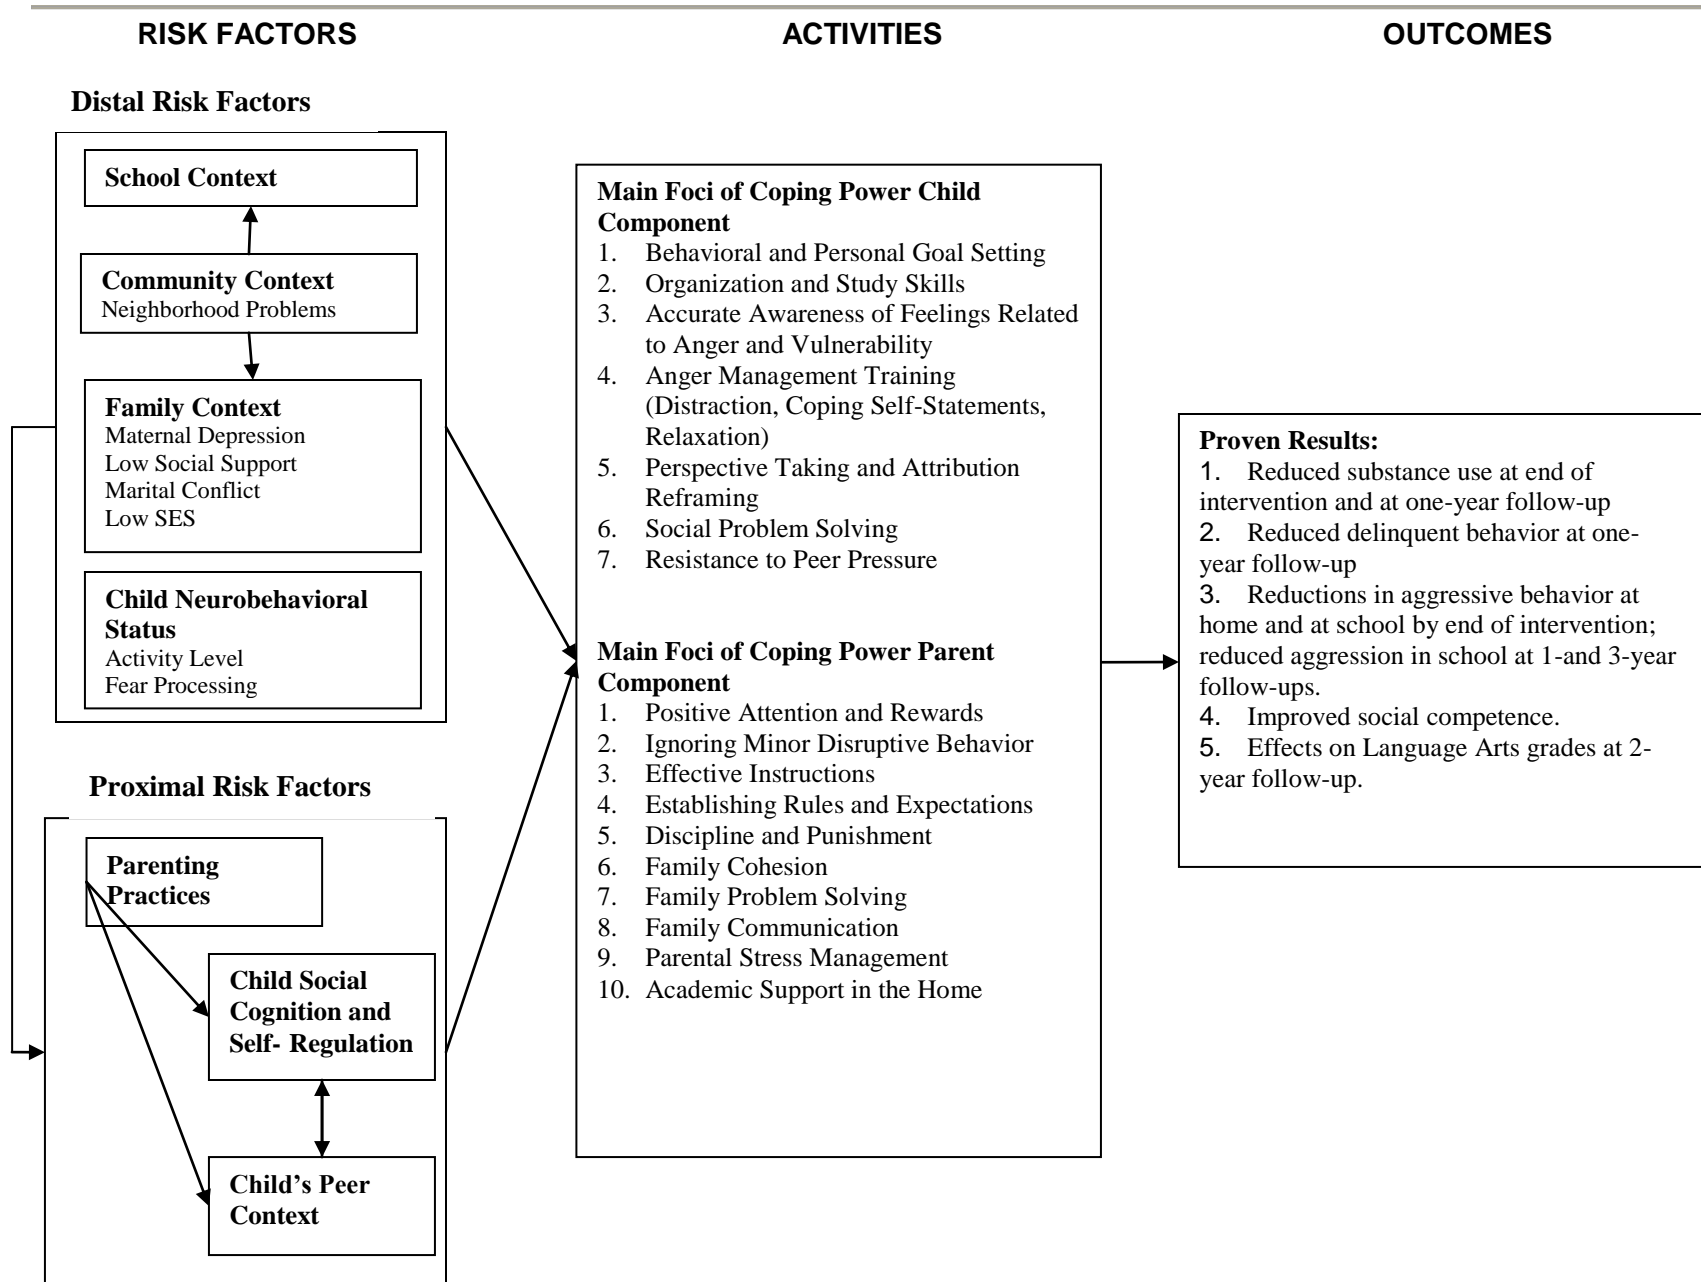 RISK FACTORS
ACTIVITIES
OUTCOMES
Distal Risk Factors
School Context
Community Context
Neighborhood Problems
Family Context
Maternal Depression
Low Social Support
Marital Conflict
Low SES
Child Neurobehavioral
Status
Activity Level
Fear Processing
Proximal Risk Factors
Parenting
Practices
Child Social
Cognition and
Self- Regulation
Child’s Peer
Context
Main Foci of Coping Power Child
Component
1. Behavioral and Personal Goal Setting
2. Organization and Study Skills
3. Accurate Awareness of Feelings Related
to Anger and Vulnerability
4. Anger Management Training
(Distraction, Coping Self-Statements,
Relaxation)
5. Perspective Taking and Attribution
Reframing
6. Social Problem Solving
7. Resistance to Peer Pressure
Main Foci of Coping Power Parent
Component
1. Positive Attention and Rewards
2. Ignoring Minor Disruptive Behavior
3. Effective Instructions
4. Establishing Rules and Expectations
5. Discipline and Punishment
6. Family Cohesion
7. Family Problem Solving
8. Family Communication
9. Parental Stress Management
10. Academic Support in the Home
Proven Results:
1. Reduced substance use at end of
intervention and at one-year follow-up
2. Reduced delinquent behavior at one-
year follow-up
3. Reductions in aggressive behavior at
home and at school by end of intervention;
reduced aggression in school at 1-and 3-year
follow-ups.
4. Improved social competence.
5. Effects on Language Arts grades at 2-
year follow-up.